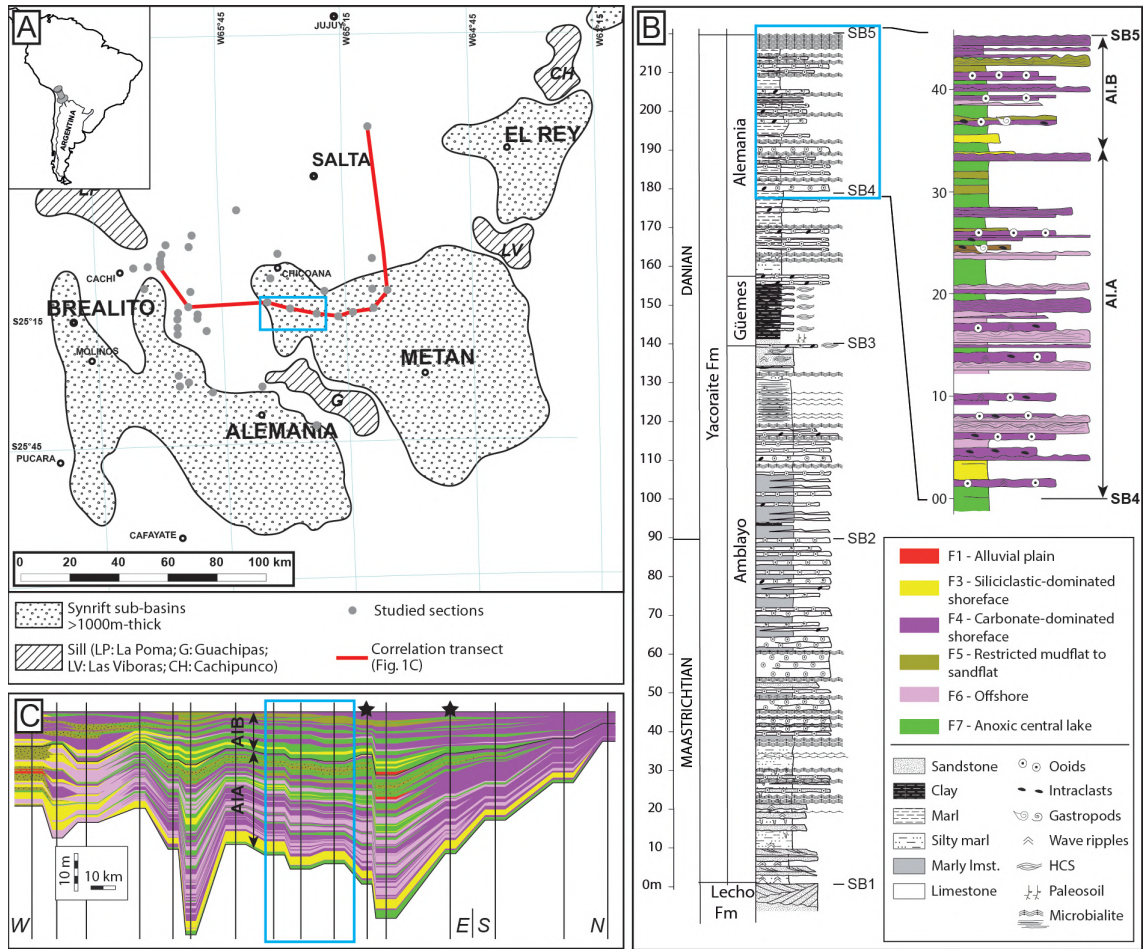 A
ARGENTINA
W65°45
W65°15
W64°45
W63°15
JUJUY
CH
EL REY
SALTA
LV
CHICOANA
CACHI
BREALITO
S25°15
MOLINOS
METAN
G
ALEMANIA
S25°45
PUCARA
CAFAYATE
0 20 40 60 80 100 km
Synrift sub-basins
>1000m-thick
Studied sections
Sill (LP: La Poma; G: Guachipas;
LV: Las Viboras; CH: Cachipunco)
Correlation transect
(Fig. 1C)
C
AIB
AIA
10 m
10 km
W
E
S
N
B
SB5
210
200
190
SB4
180
170
160
150
SB3
140
130
120
110
100
SB2
90
80
70
60
50
40
30
20
10
0m
SB1
DANIAN
MAASTRICHTIAN
Yacoraite Fm
Alemania
Güemes
Amblayo
Lecho
Fm
SB5
40
30
20
10
00
SB4
Al.B
Al.A
F1 - Alluvial plain
F3 - Siliciclastic-dominated
shoreface
F4 - Carbonate-dominated
shoreface
F5 - Restricted mudflat to
sandflat
F6 - Offshore
F7 - Anoxic central lake
Sandstone
Clay
Marl
Silty marl
Marly lmst.
Limestone
Ooids
Intraclasts
Gastropods
Wave ripples
HCS
Paleosoil
Microbialite